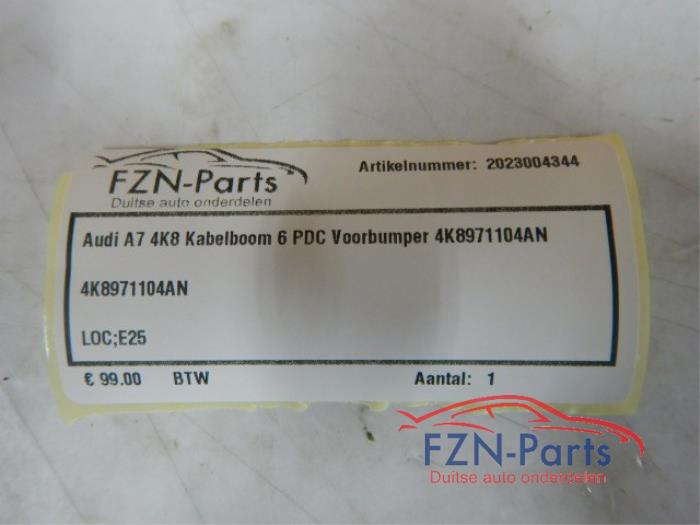 Artikelnummer: 2023004344
FZN-Parts
Duitse auto onderdelen
Audi A7 4K8 Kabelboom 6 PDC Voorbumper 4K8971104AN
4K8971104AN
LOC;E25
€ 99.00 BTW Aantal: 1
FZN-Parts
Duitse auto onderdelen